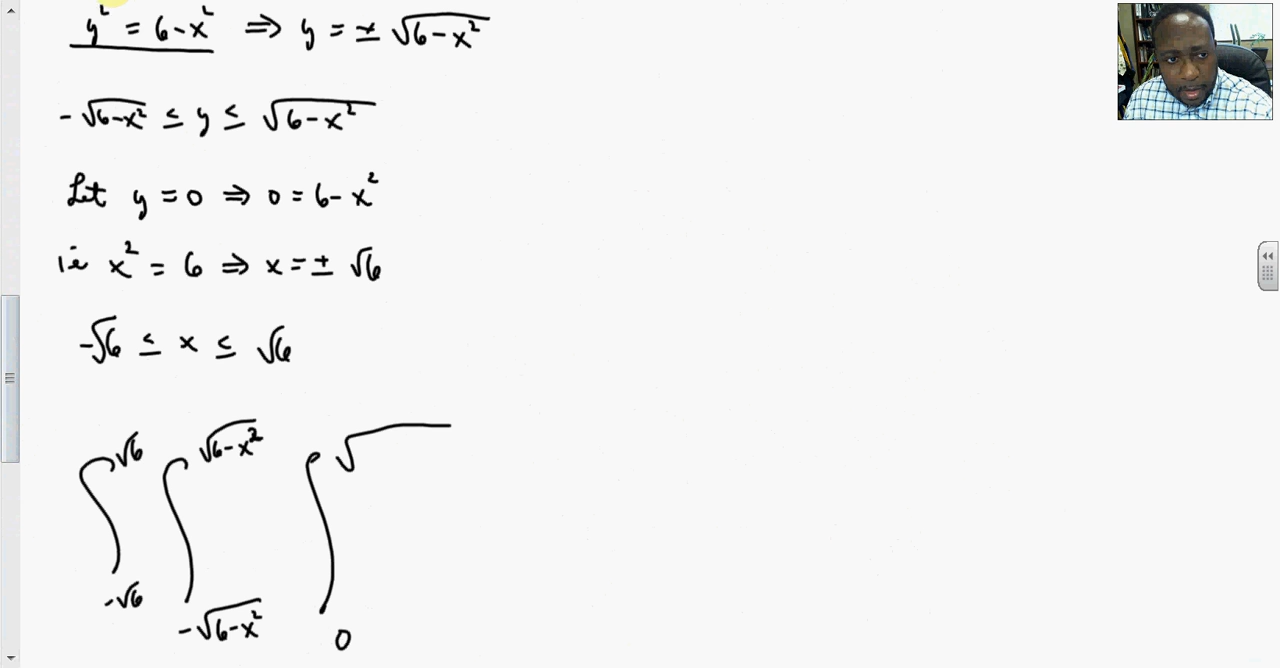 y² = 6-x² ⇒ y = ± √(6-x²)
-√(6-x²) ≤ y ≤ √(6-x²)
Let y = 0 ⇒ 0 = 6-x²
ie x² = 6 ⇒ x = ± √6
-√6 ≤ x ≤ √6
∫_{-√6}^{√6} ∫_{-√(6-x²)}^{√(6-x²)} ∫_0^{√}